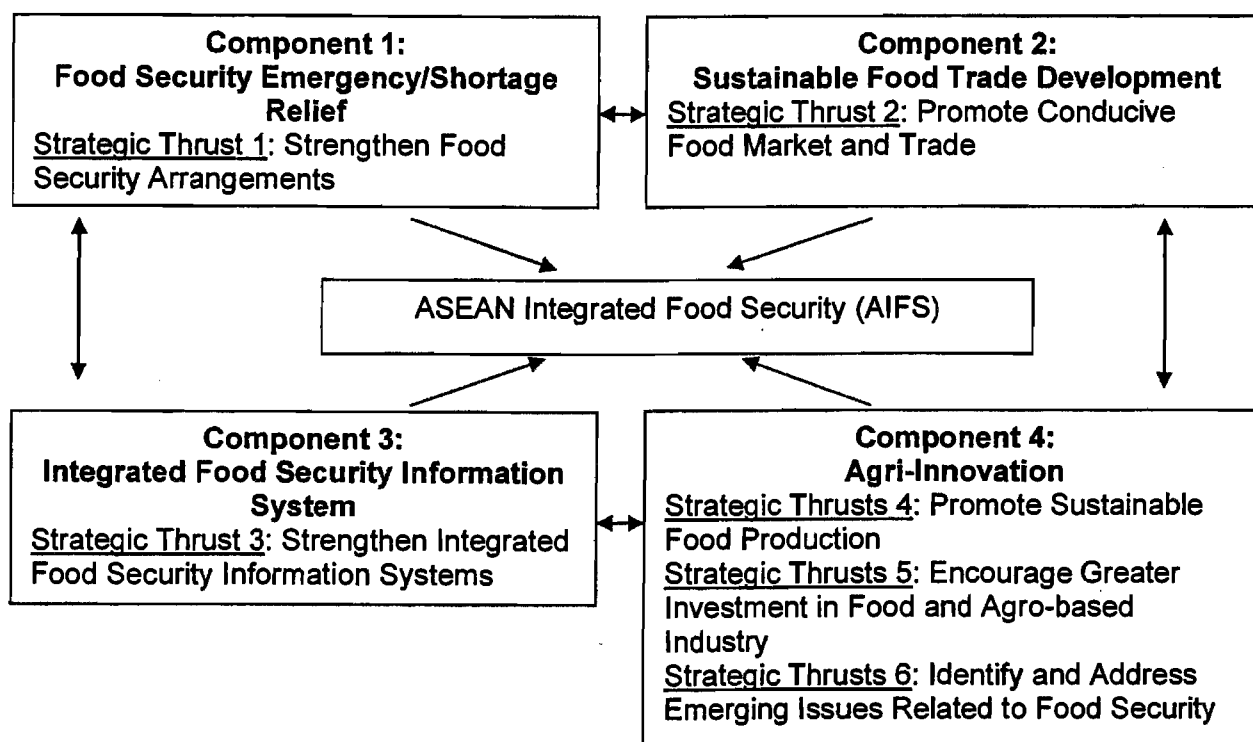 Component 1:
Food Security Emergency/Shortage
Relief
Strategic Thrust 1: Strengthen Food
Security Arrangements
Component 2:
Sustainable Food Trade Development
Strategic Thrust 2: Promote Conducive
Food Market and Trade
ASEAN Integrated Food Security (AIFS)
Component 3:
Integrated Food Security Information
System
Strategic Thrust 3: Strengthen Integrated
Food Security Information Systems
Component 4:
Agri-Innovation
Strategic Thrusts 4: Promote Sustainable
Food Production
Strategic Thrusts 5: Encourage Greater
Investment in Food and Agro-based
Industry
Strategic Thrusts 6: Identify and Address
Emerging Issues Related to Food Security